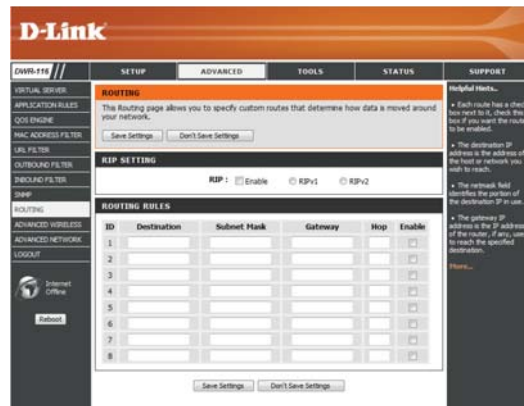 D-Link
DWR-116
SETUP
ADVANCED
TOOLS
STATUS
SUPPORT
VIRTUAL SERVER
APPLICATION RULES
QOS ENGINE
MAC ADDRESS FILTER
URL FILTER
OUTBOUND FILTER
INBOUND FILTER
SNMP
ROUTING
ADVANCED WIRELESS
ADVANCED NETWORK
LOGOUT
Internet
Offline
Reboot
ROUTING
This Routing page allows you to specify custom routes that determine how data is moved around
your network.
Save Settings Don't Save Settings
RIP SETTING
RIP : Enable RIPv1 RIPv2
ROUTING RULES
ID Destination Subnet Mask Gateway Hop Enable
1
2
3
4
5
6
7
8
Save Settings Don't Save Settings
Helpful Hints..
• Each route has a chec
box next to it, check this
box if you want the route
to be enabled.
• The destination IP
address is the address of
the host or network you
wish to reach.
• The netmask field
identifies the portion of
the destination IP in use.
• The gateway IP
address is the IP address
of the router, if any, use
to reach the specified
destination.
More...